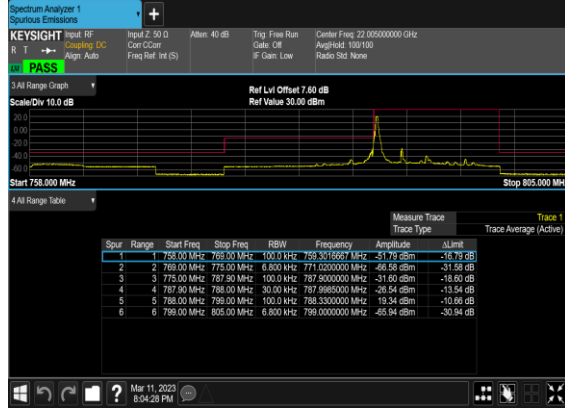 Spectrum Analyzer 1
Spurious Emissions
+
KEYSIGHT Input: RF Input Z: 50 Ω Atten: 40 dB Trig: Free Run Center Freq: 22.005000000 GHz
R T Coupling: DC Corr CCorr Gate: Off Avg|Hold: 100/100
Align: Auto Freq Ref: Int (S) IF Gain: Low Radio Std: None
PASS
3 All Range Graph
Ref Lvl Offset 7.60 dB
Scale/Div 10.0 dB Ref Value 30.00 dBm
20.0
0.00
-20.0
-40.0
-60.0
Start 758.000 MHz Stop 805.000 MHz
4 All Range Table
Measure Trace Trace 1
Trace Type Trace Average (Active)
Spur Range Start Freq Stop Freq RBW Frequency Amplitude ΔLimit
1 1 758.00 MHz 769.00 MHz 100.0 kHz 759.3016667 MHz -51.79 dBm -16.79 dB
2 2 769.00 MHz 775.00 MHz 6.800 kHz 771.0200000 MHz -66.58 dBm -31.58 dB
3 3 775.00 MHz 787.90 MHz 100.0 kHz 787.9000000 MHz -31.60 dBm -18.60 dB
4 4 787.90 MHz 788.00 MHz 30.00 kHz 787.9985000 MHz -26.54 dBm -13.54 dB
5 5 788.00 MHz 799.00 MHz 100.0 kHz 788.3300000 MHz 19.34 dBm -10.66 dB
6 6 799.00 MHz 805.00 MHz 6.800 kHz 799.0000000 MHz -65.94 dBm -30.94 dB
? Mar 11, 2023
8:04:28 PM